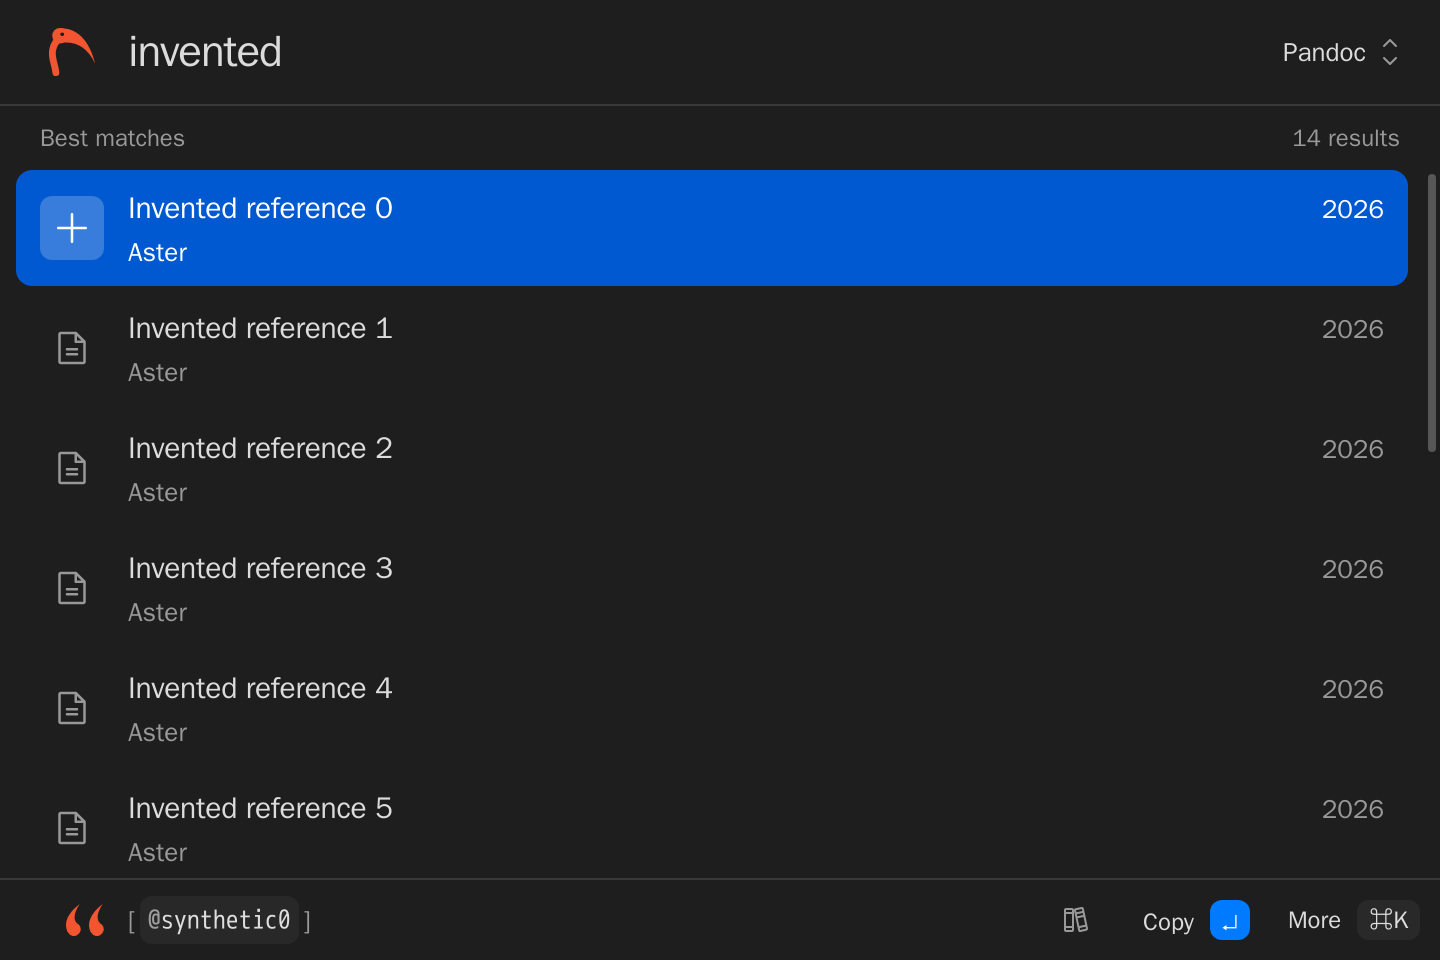 invented
Pandoc
Best matches
14 results
Invented reference 0
2026
Aster
Invented reference 1
2026
Aster
Invented reference 2
2026
Aster
Invented reference 3
2026
Aster
Invented reference 4
2026
Aster
Invented reference 5
2026
Aster
[@synthetic0]
Copy
More ⌘K